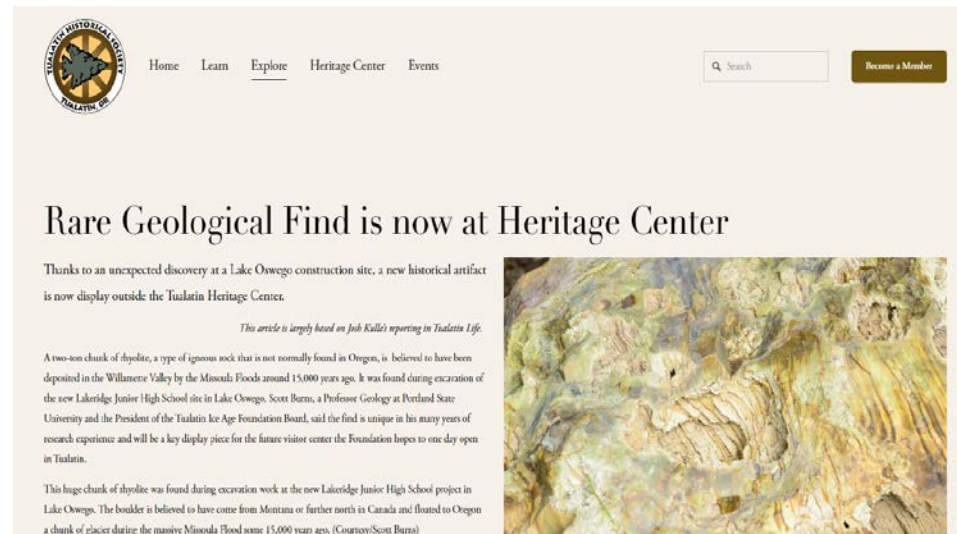 TUALATIN HISTORICAL SOCIETY
TUALATIN, OR
Home Learn Explore Heritage Center Events
Search
Become a Member
Rare Geological Find is now at Heritage Center
Thanks to an unexpected discovery at a Lake Oswego construction site, a new historical artifact
is now display outside the Tualatin Heritage Center.
This article is largely based on Josh Kulla's reporting in Tualatin Life.
A two-ton chunk of rhyolite, a type of igneous rock that is not normally found in Oregon, is believed to have been
deposited in the Willamette Valley by the Missoula Floods around 15,000 years ago. It was found during excavation of
the new Lakeridge Junior High School site in Lake Oswego. Scott Burns, a Professor Geology at Portland State
University and the President of the Tualatin Ice Age Foundation Board, said the find is unique in his many years of
research experience and will be a key display piece for the future visitor center the Foundation hopes to one day open
in Tualatin.
This huge chunk of rhyolite was found during excavation work at the new Lakeridge Junior High School project in
Lake Oswego. The boulder is believed to have come from Montana or further north in Canada and floated to Oregon
a chunk of glacier during the massive Missoula Flood some 15,000 years ago. (Courtesy/Scott Burns)